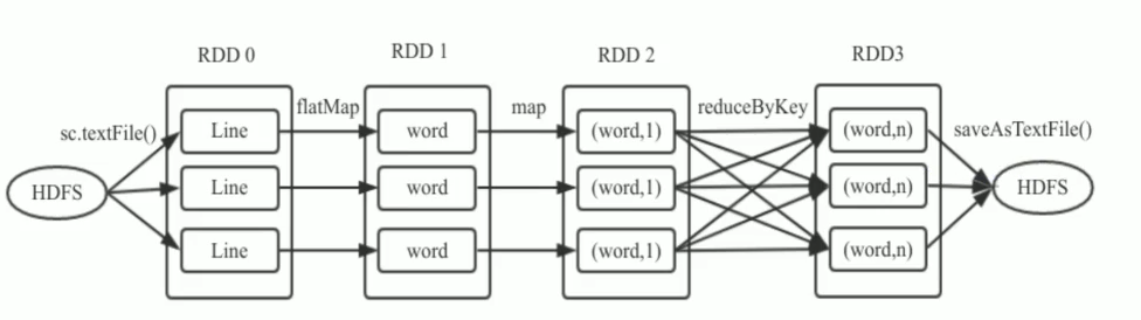 RDD 0
RDD 1
RDD 2
RDD3
flatMap
map
reduceByKey
sc.textFile()
Line
word
(word,1)
(word,n)
saveAsTextFile()
HDFS
Line
word
(word,1)
(word,n)
HDFS
Line
word
(word,1)
(word,n)